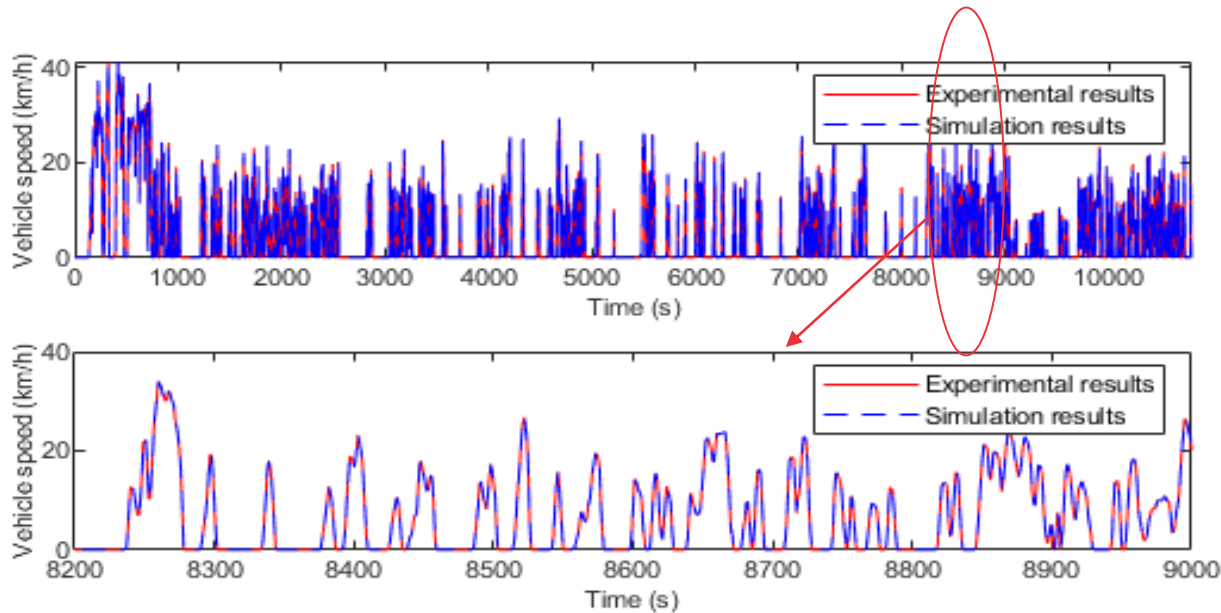 Vehicle speed (km/h)
40
20
0
Experimental results
Simulation results
0 1000 2000 3000 4000 5000 6000 7000 8000 9000 10000
Time (s)
Vehicle speed (km/h)
40
20
0
Experimental results
Simulation results
8200 8300 8400 8500 8600 8700 8800 8900 9000
Time (s)